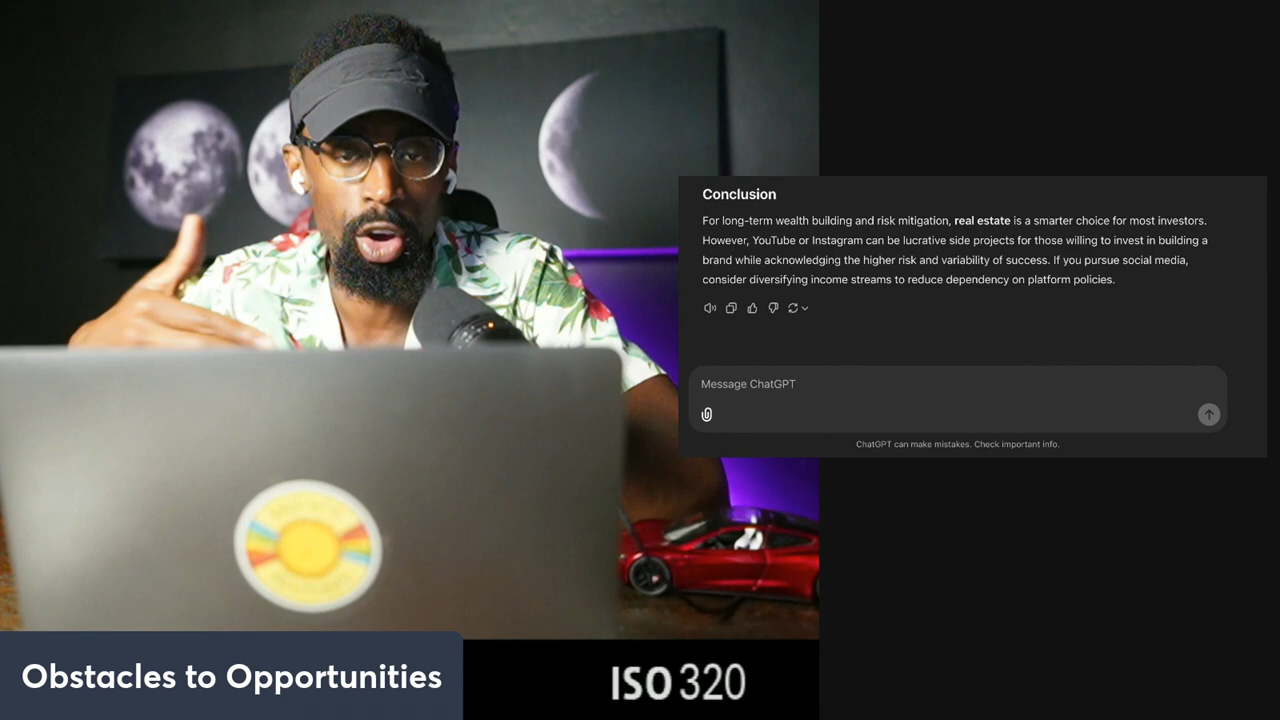 Conclusion
For long-term wealth building and risk mitigation, real estate is a smarter choice for most investors.
However, YouTube or Instagram can be lucrative side projects for those willing to invest in building a
brand while acknowledging the higher risk and variability of success. If you pursue social media,
consider diversifying income streams to reduce dependency on platform policies.
Message ChatGPT
ChatGPT can make mistakes. Check important info.
Obstacles to Opportunities
ISO 320